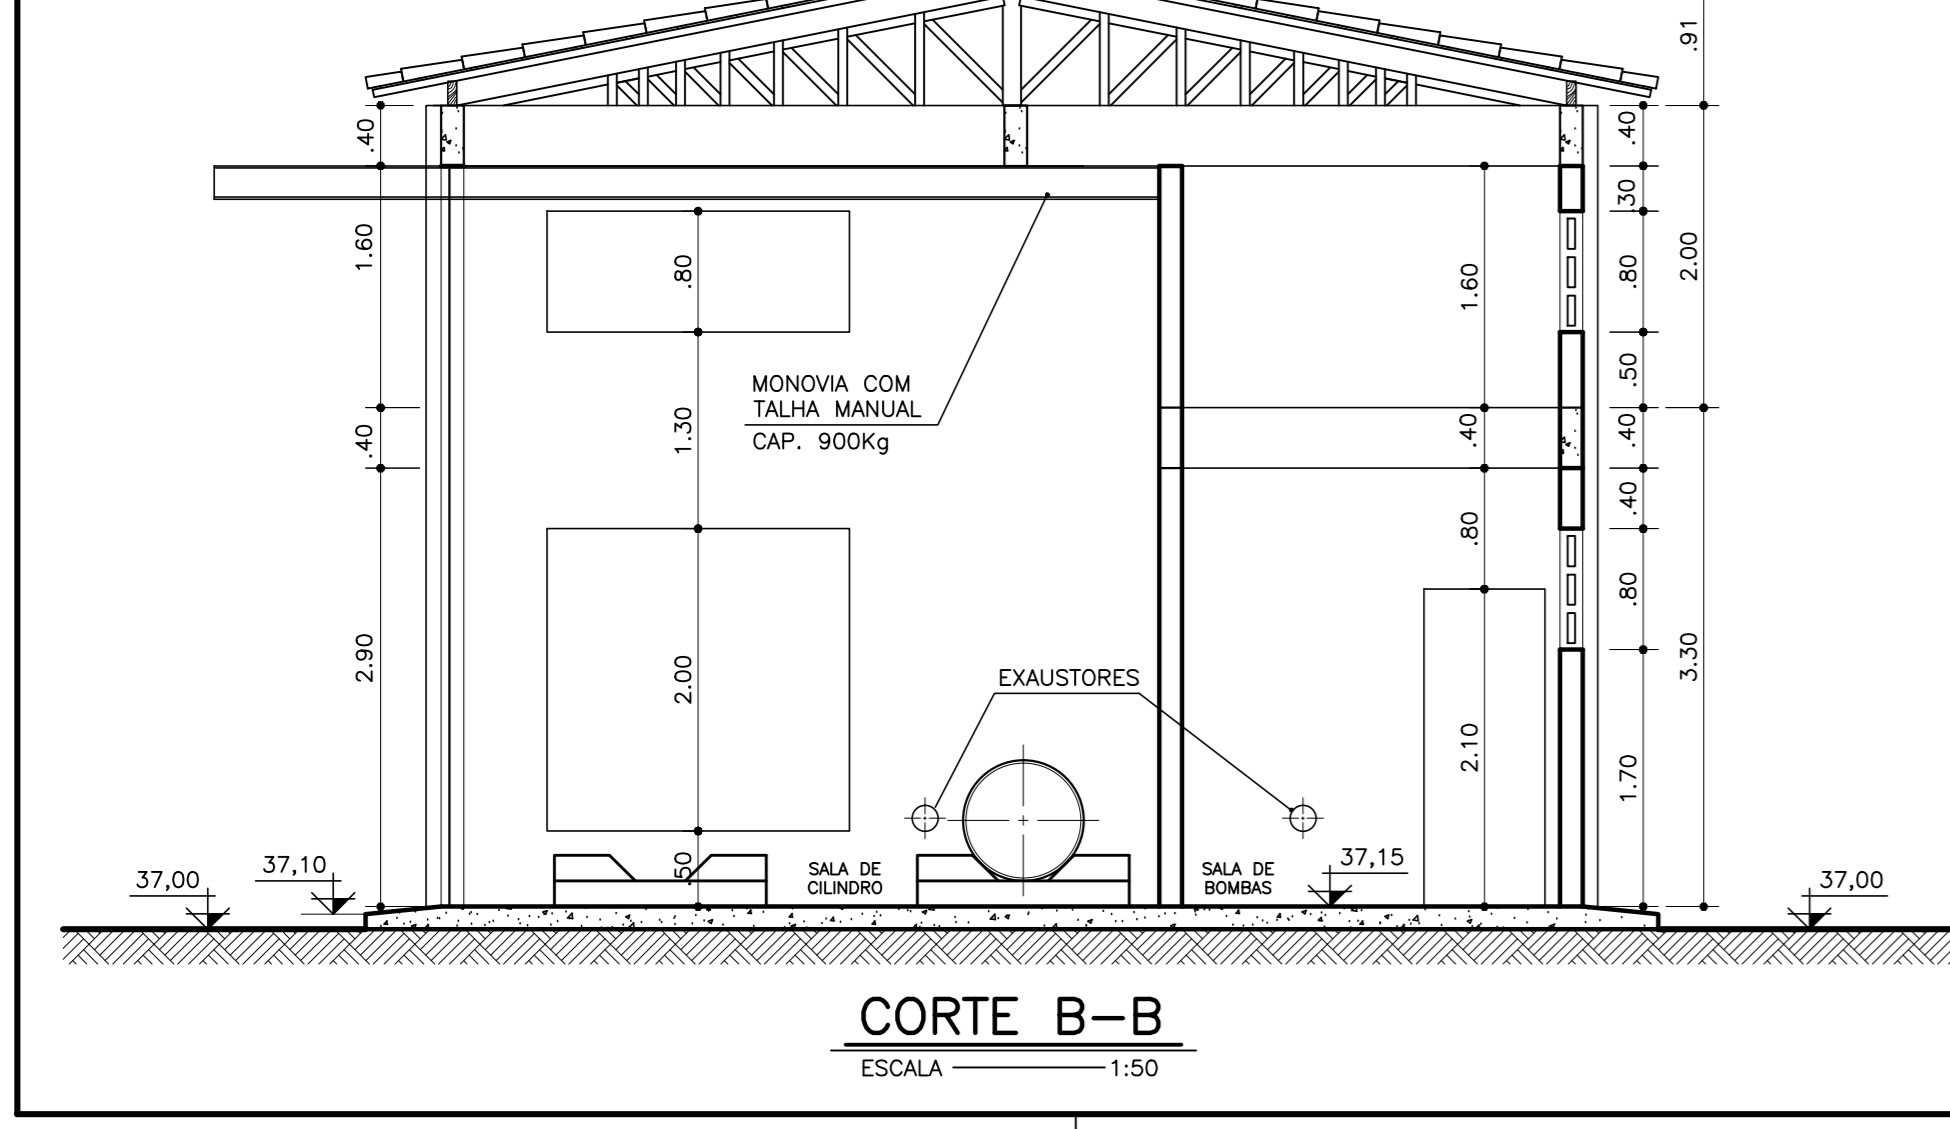 .91
.40
.40
.30
1.60
.80
1.60
.80
2.00
MONOVIA COM
TALHA MANUAL
CAP. 900Kg
.50
.40
1.30
.40
.40
.40
.80
.80
2.90
2.00
3.30
EXAUSTORES
2.10
1.70
37,00
37,10
.50
SALA DE
CILINDRO
SALA DE
BOMBAS
37,15
37,00
CORTE B-B
ESCALA 1:50